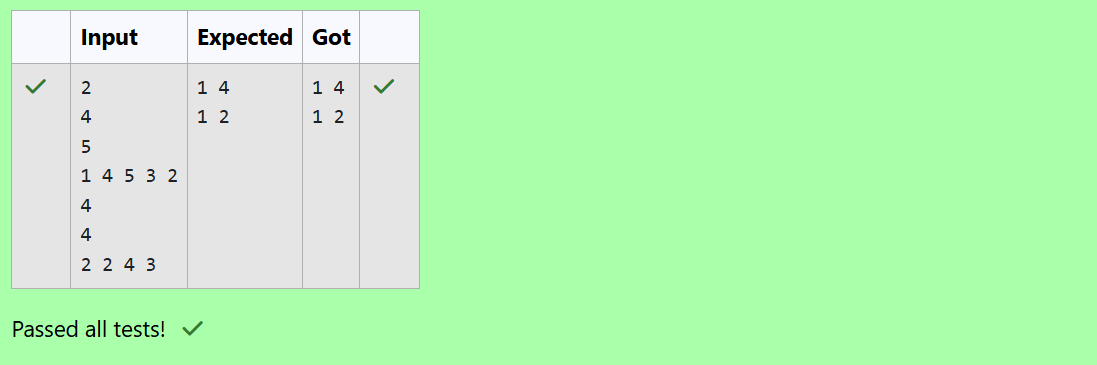 Input Expected Got
2 1 4 1 4
4 1 2 1 2
5
1 4 5 3 2
4
4
2 2 4 3
Passed all tests!